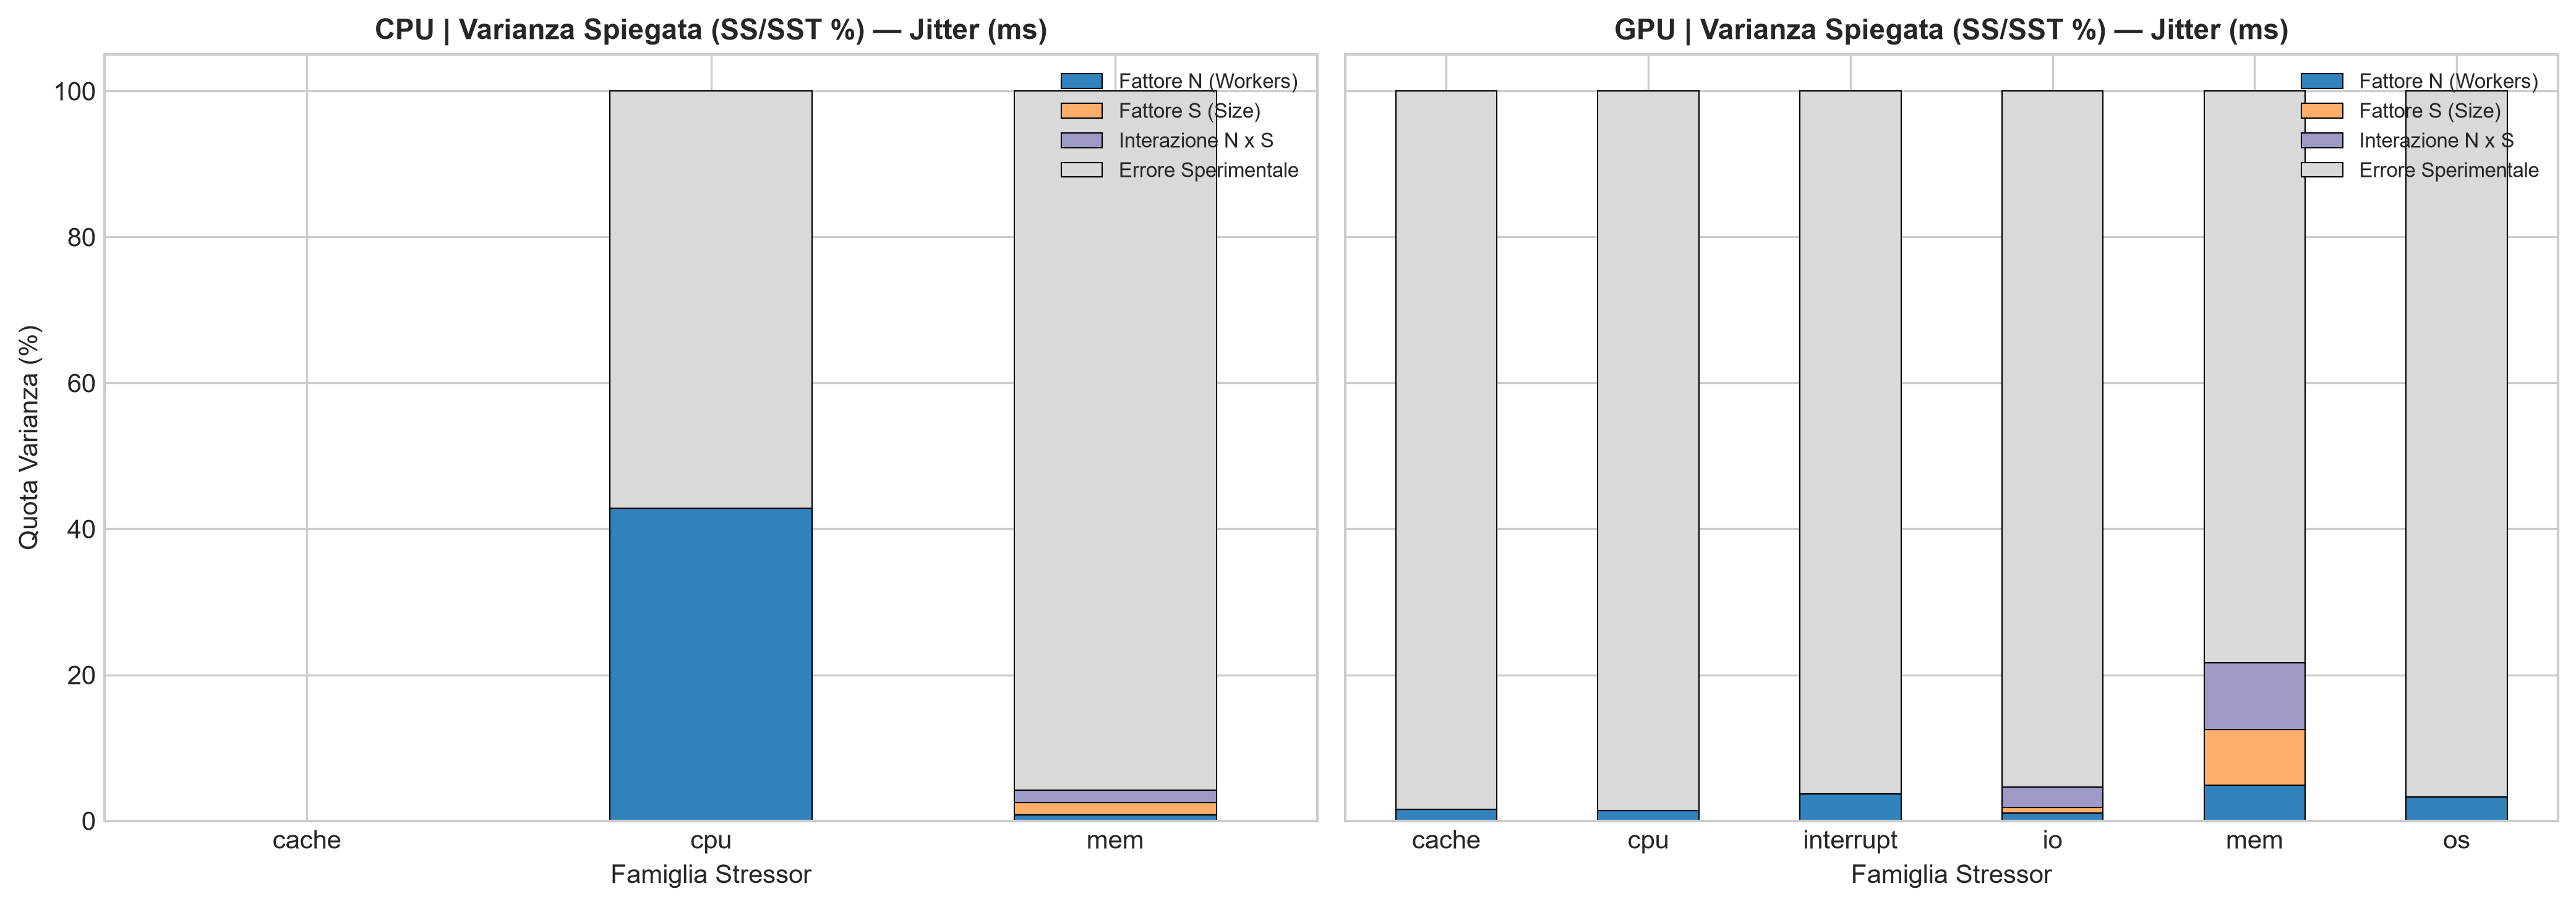 CPU | Varianza Spiegata (SS/SST %) — Jitter (ms)
Fattore N (Workers)
Fattore S (Size)
Interazione N x S
Errore Sperimentale
Quota Varianza (%)
100
80
60
40
20
0
cache cpu mem
Famiglia Stressor
GPU | Varianza Spiegata (SS/SST %) — Jitter (ms)
Fattore N (Workers)
Fattore S (Size)
Interazione N x S
Errore Sperimentale
cache cpu interrupt io mem os
Famiglia Stressor